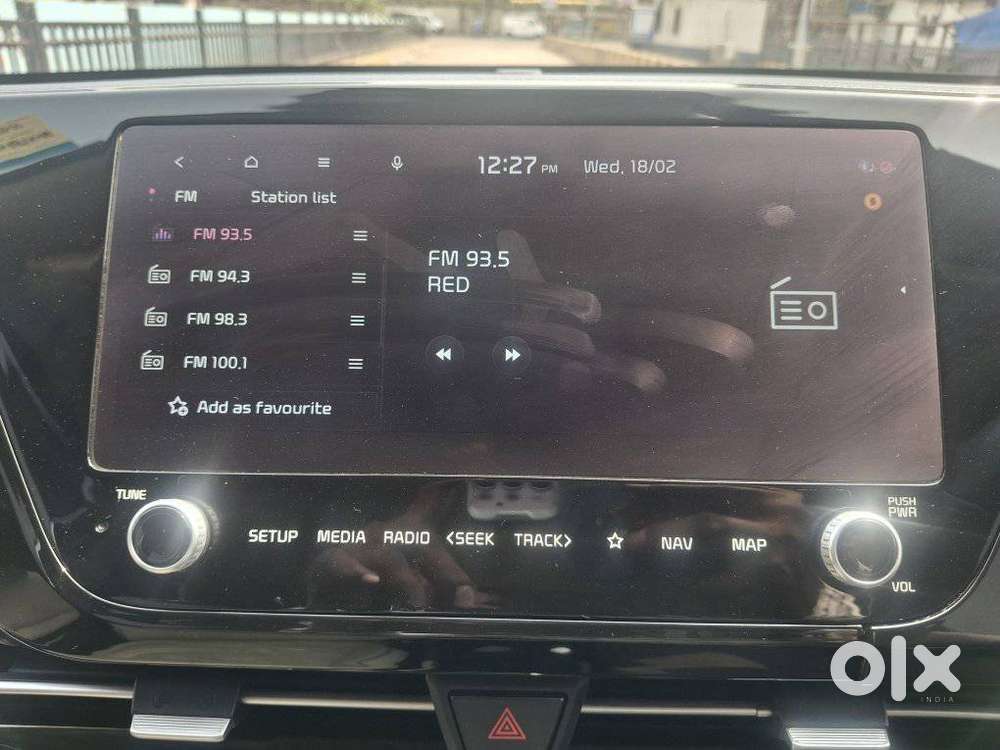 12:27 PM Wed, 18/02
FM Station list
FM 93.5
FM 94.3
FM 98.3
FM 100.1
Add as favourite
FM 93.5
RED
TUNE
SETUP MEDIA RADIO <SEEK TRACK> NAV MAP
PUSH
PWR
VOL
olx
INDIA